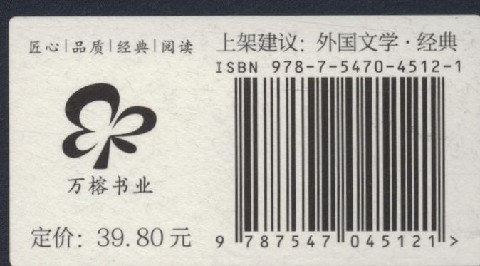 匠心|品质|经典|阅读
上架建议：外国文学·经典
ISBN 978-7-5470-4512-1
万榕书业
定价：39.80元
9 787547 045121 >